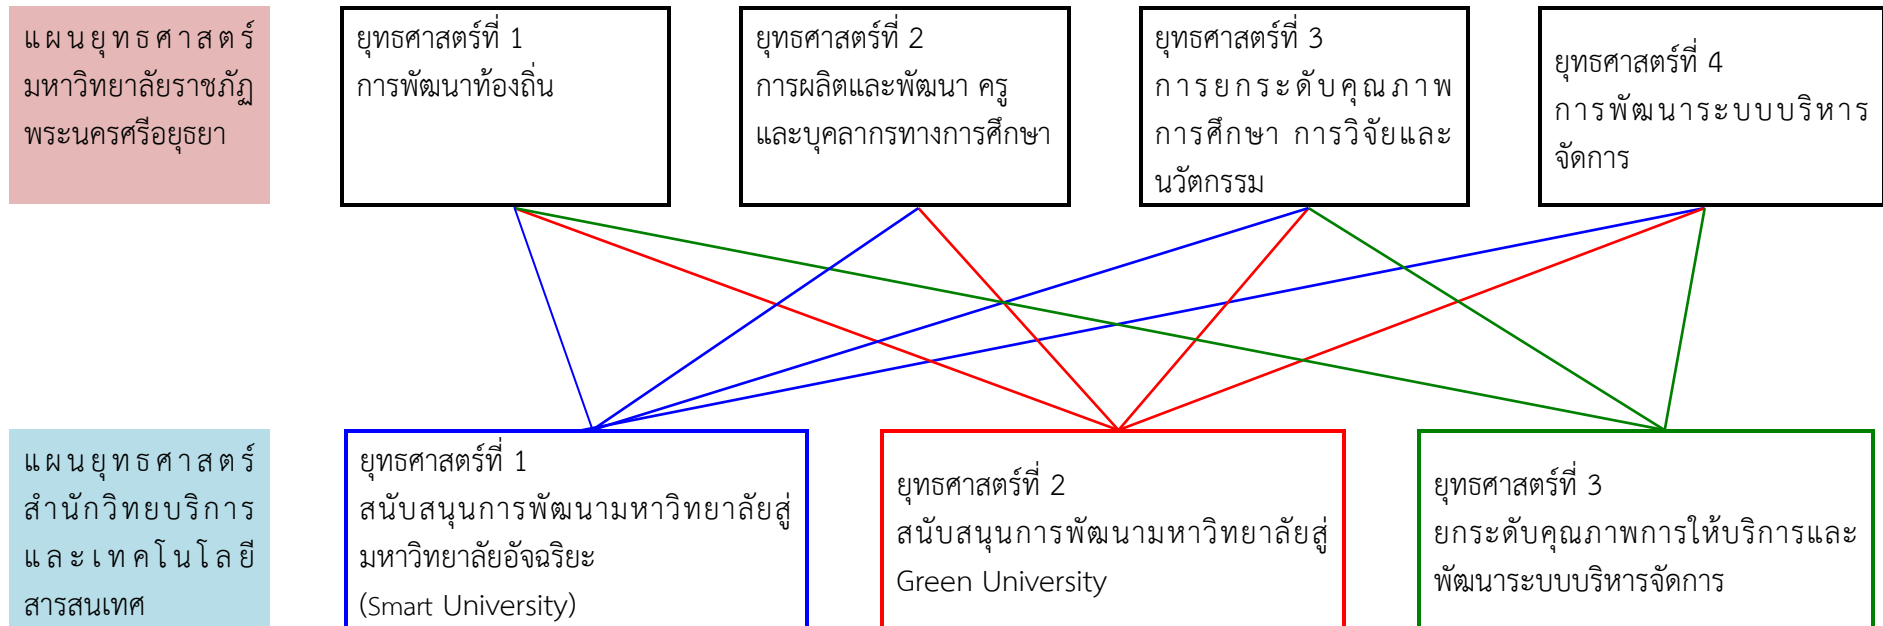 แผนยุทธศาสตร์
มหาวิทยาลัยราชภัฏ
พระนครศรีอยุธยา
ยุทธศาสตร์ที่ 1
การพัฒนาท้องถิ่น
ยุทธศาสตร์ที่ 2
การผลิตและพัฒนา ครู
และบุคลากรทางการศึกษา
ยุทธศาสตร์ที่ 3
การยกระดับคุณภาพ
การศึกษา การวิจัยและ
นวัตกรรม
ยุทธศาสตร์ที่ 4
การพัฒนาระบบบริหาร
จัดการ
แผนยุทธศาสตร์
สำนักวิทยบริการ
และเทคโนโลยี
สารสนเทศ
ยุทธศาสตร์ที่ 1
สนับสนุนการพัฒนามหาวิทยาลัยสู่
มหาวิทยาลัยอัจฉริยะ
(Smart University)
ยุทธศาสตร์ที่ 2
สนับสนุนการพัฒนามหาวิทยาลัยสู่
Green University
ยุทธศาสตร์ที่ 3
ยกระดับคุณภาพการให้บริการและ
พัฒนาระบบบริหารจัดการ